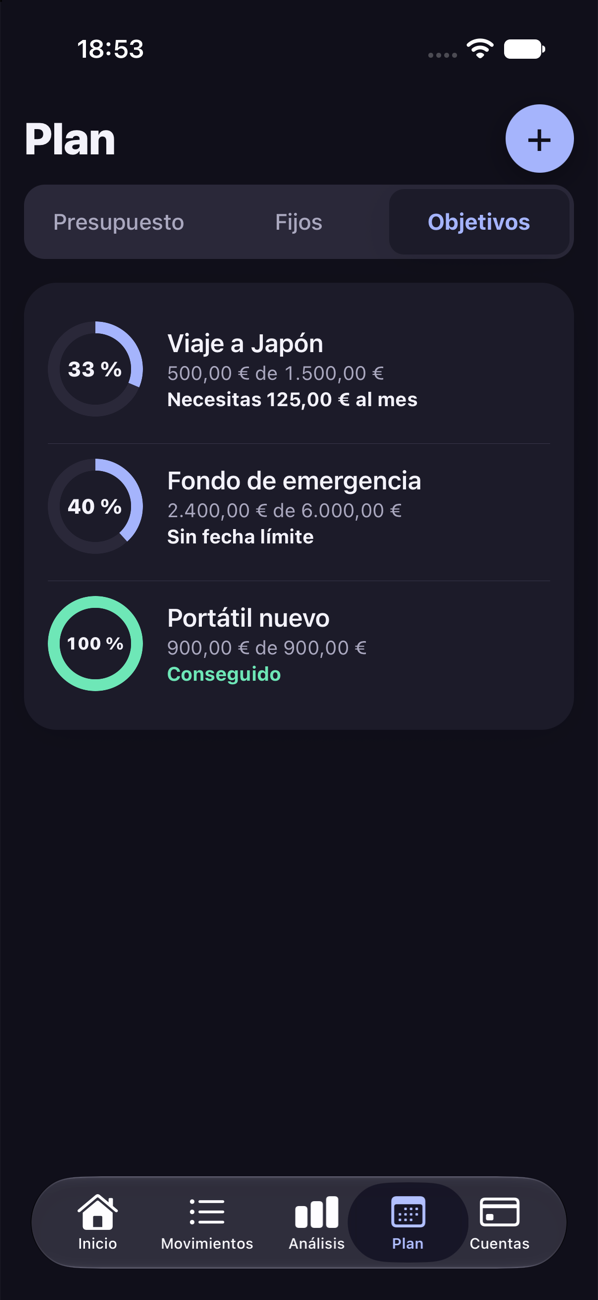 18:53
Plan
+
Presupuesto Fijos Objetivos
33 %
Viaje a Japón
500,00 € de 1.500,00 €
Necesitas 125,00 € al mes
40 %
Fondo de emergencia
2.400,00 € de 6.000,00 €
Sin fecha límite
100 %
Portátil nuevo
900,00 € de 900,00 €
Conseguido
Inicio Movimientos Análisis Plan Cuentas